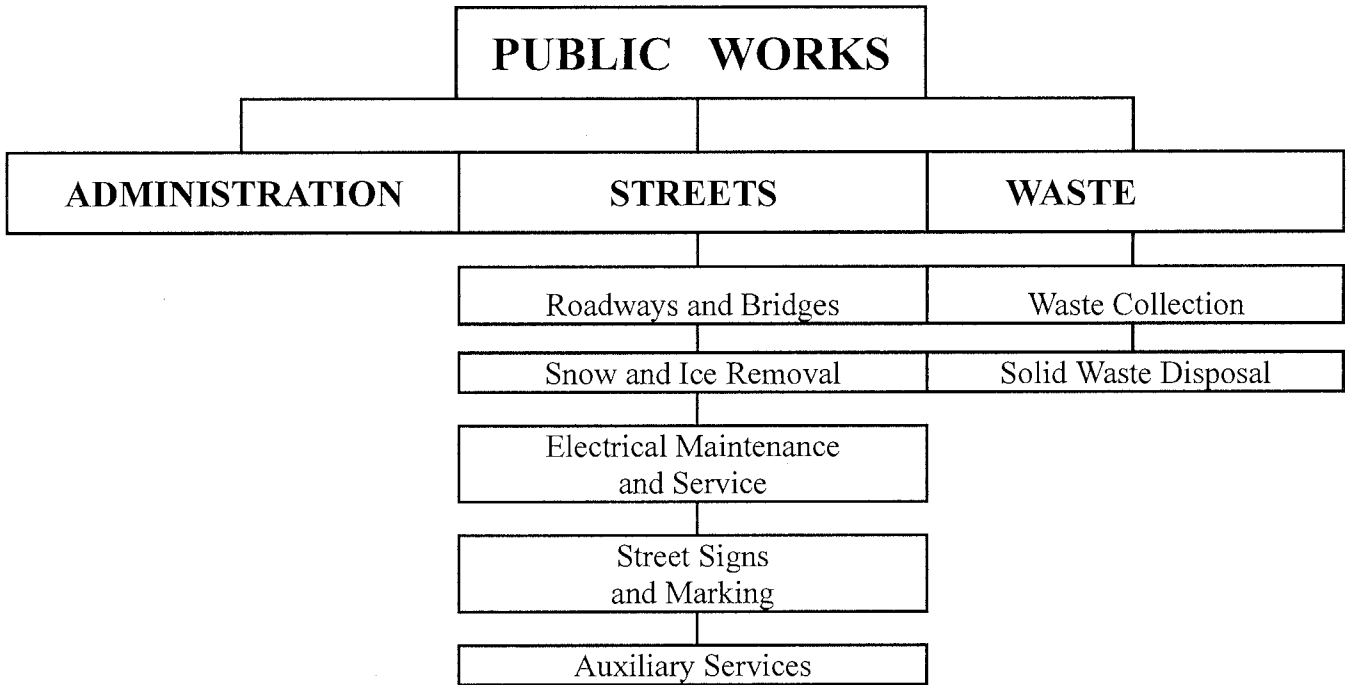 PUBLIC WORKS
ADMINISTRATION
STREETS
WASTE
Roadways and Bridges
Waste Collection
Snow and Ice Removal
Solid Waste Disposal
Electrical Maintenance
and Service
Street Signs
and Marking
Auxiliary Services